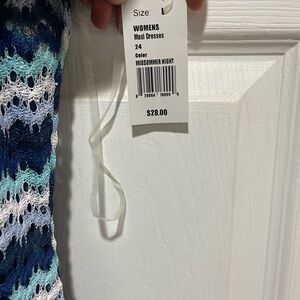 Size:
WOMENS
Maxi Dresses
24
Color
MIDSUMMER NIGHT
$28.00